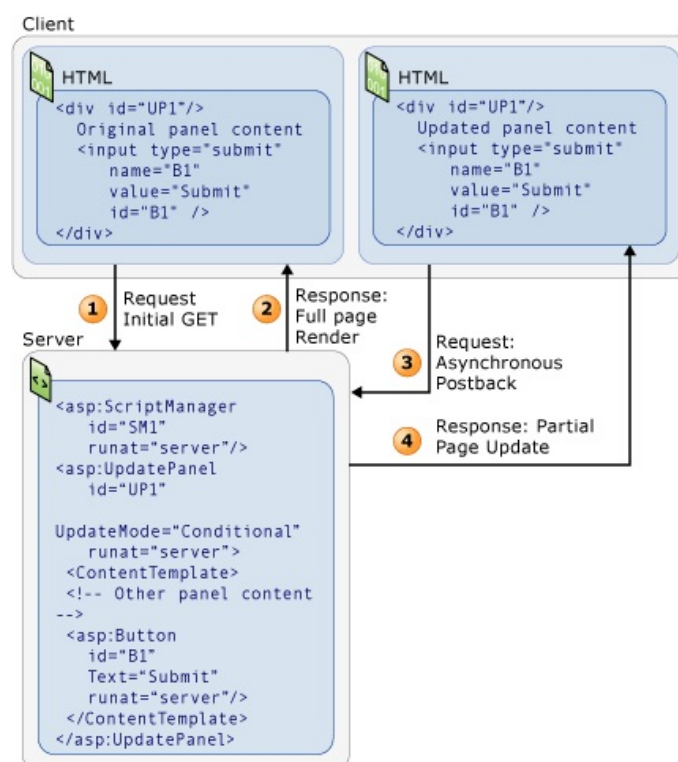 Client
HTML
<div id="UP1"/>
Original panel content
<input type="submit"
name="B1"
value="Submit"
id="B1" />
</div>
HTML
<div id="UP1"/>
Updated panel content
<input type="submit"
name="B1"
value="Submit"
id="B1" />
</div>
1
Request
Initial GET
2
Response:
Full page
Render
3
Request:
Asynchronous
Postback
4
Response: Partial
Page Update
Server
<asp:ScriptManager
id="SM1"
runat="server"/>
<asp:UpdatePanel
id="UP1"
UpdateMode="Conditional"
runat="server">
<ContentTemplate>
<!-- Other panel content
-->
<asp:Button
id="B1"
Text="Submit"
runat="server"/>
</ContentTemplate>
</asp:UpdatePanel>